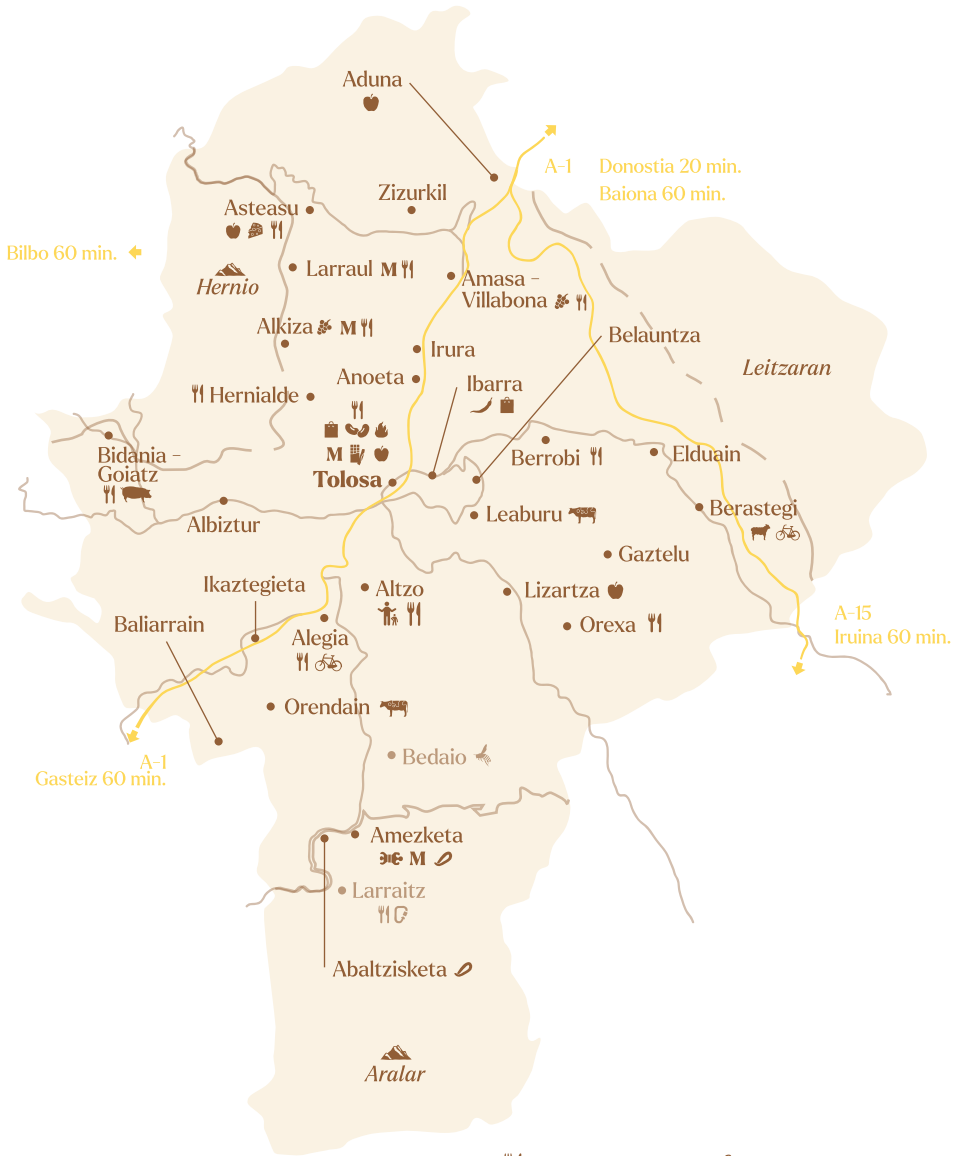 Aduna
A-1 Donostia 20 min.
Baiona 60 min.
Zizurkil
Asteasu
Bilbo 60 min.
Larraul M
Hernio
Amasa –
Villabona
Alkiza M
Belauntza
Irura
Leitzaran
Anoeta
Ibarra
Hernialde
Bidania –
Goiatz
M
Tolosa
Berrobi
Elduain
Albiztur
Leaburu
Berastegi
Gaztelu
Ikaztegieta
Altzo
Lizartza
Baliarrain
Orexa
A-15
Iruina 60 min.
Alegia
Orendain
Bedaio
A-1
Gasteiz 60 min.
Amezketa
M
Larraitz
Abaltzisketa
Aralar